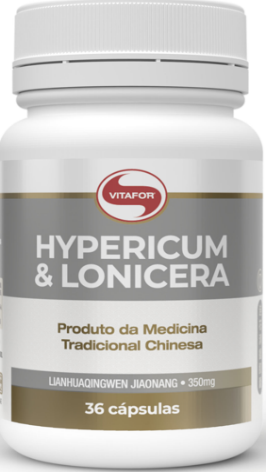 VITAFOR
HYPERICUM
& LONICERA
Produto da Medicina
Tradicional Chinesa
LIANHUAQINGWEN JIAONANG • 350mg
36 cápsulas